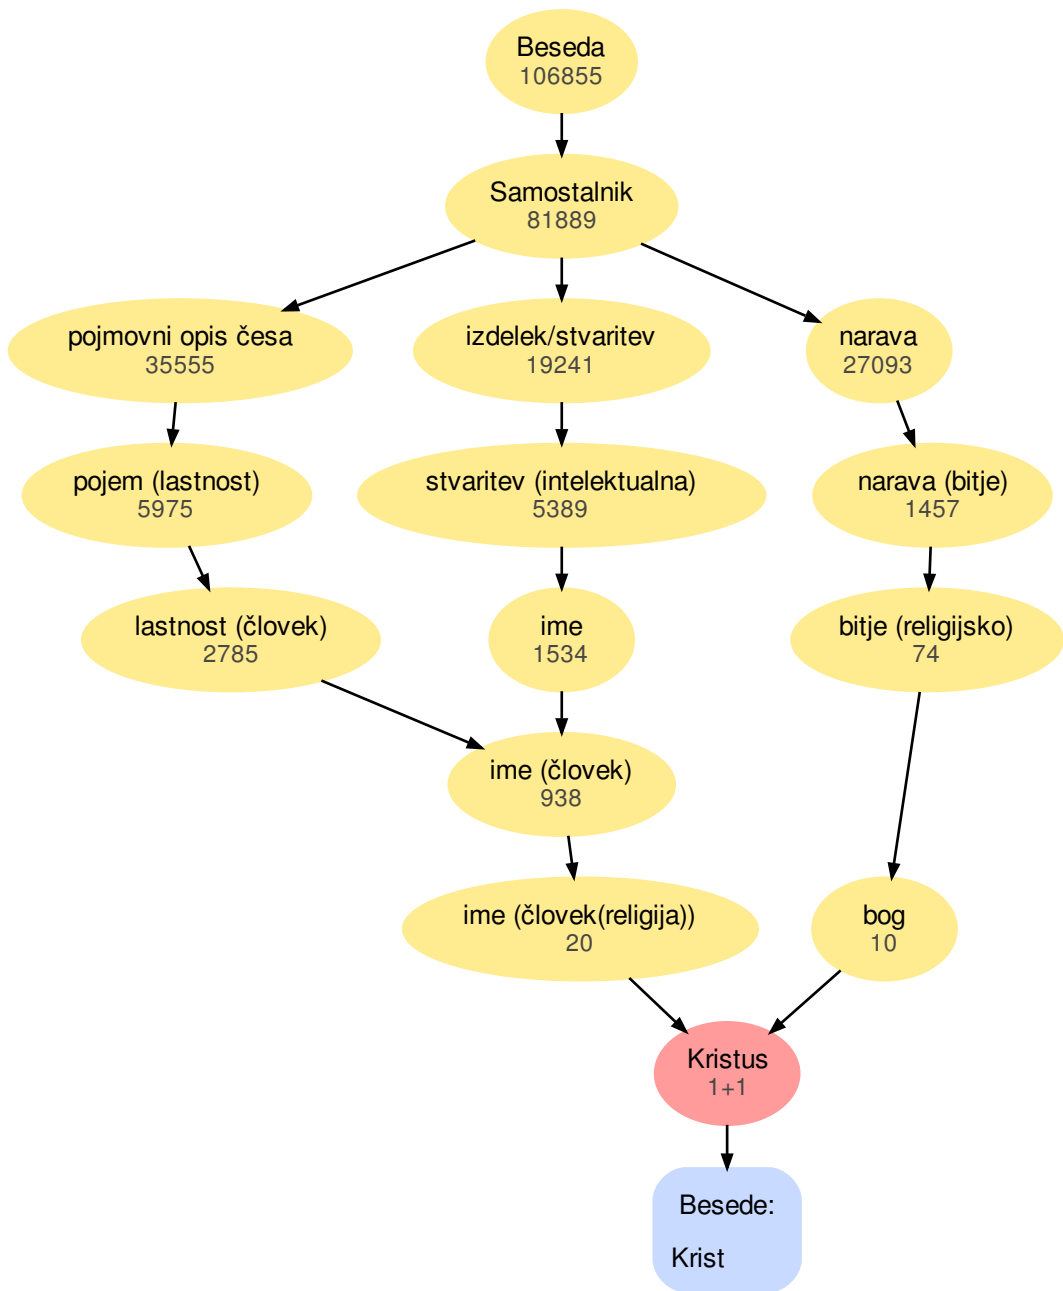 Beseda
106855
Samostalnik
81889
pojmovni opis česa
35555
izdelek/stvaritev
19241
narava
27093
pojem (lastnost)
5975
stvaritev (intelektualna)
5389
narava (bitje)
1457
lastnost (človek)
2785
ime
1534
bitje (religijsko)
74
ime (človek)
938
ime (človek(religija))
20
bog
10
Kristus
1+1
Besede:
Krist